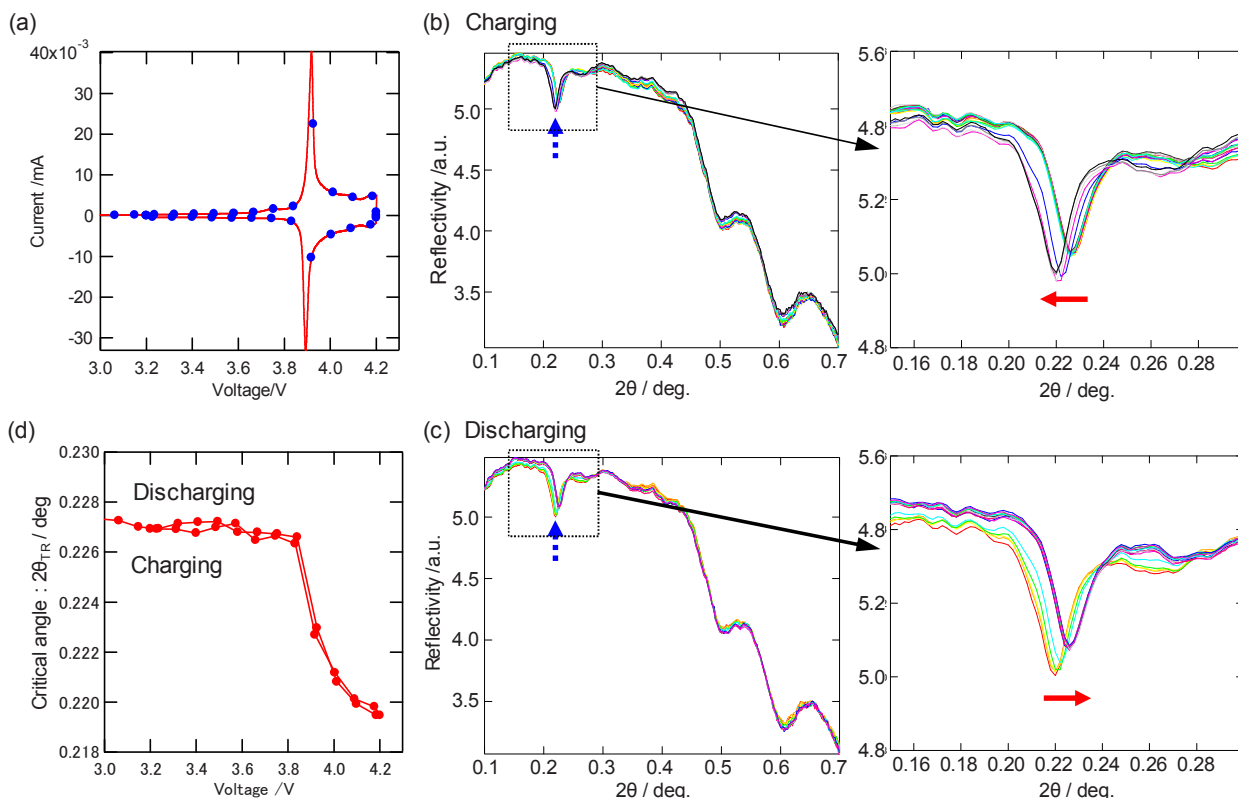 (a)
40x10⁻³
30
20
10
0
-10
-20
-30
Current /mA
3.0 3.2 3.4 3.6 3.8 4.0 4.2
Voltage/V
(b) Charging
5.0
4.5
4.0
3.5
Reflectivity /a.u.
0.1 0.2 0.3 0.4 0.5 0.6 0.7
2θ / deg.
5.6
4.8
5.2
5.0
4.8
0.16 0.18 0.20 0.22 0.24 0.26 0.28
2θ / deg.
(d)
0.230
0.228
0.226
0.224
0.222
0.220
0.218
Critical angle : 2θTR / deg
Discharging
Charging
3.0 3.2 3.4 3.6 3.8 4.0 4.2
Voltage /V
(c) Discharging
5.0
4.5
4.0
3.5
Reflectivity /a.u.
0.1 0.2 0.3 0.4 0.5 0.6 0.7
2θ / deg.
5.6
4.8
5.2
5.0
4.8
0.16 0.18 0.20 0.22 0.24 0.26 0.28
2θ / deg.